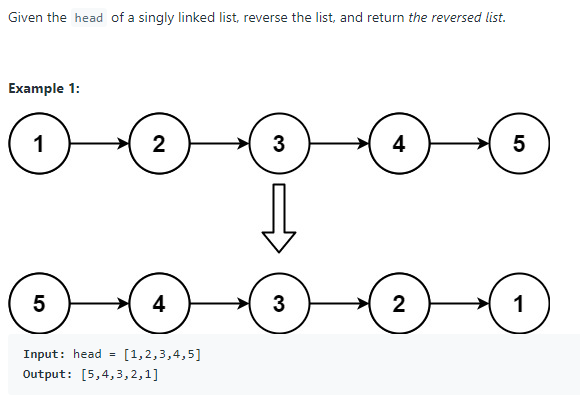 Given the head of a singly linked list, reverse the list, and return the reversed list.
Example 1:
1 2 3 4 5
5 4 3 2 1
Input: head = [1,2,3,4,5]
Output: [5,4,3,2,1]